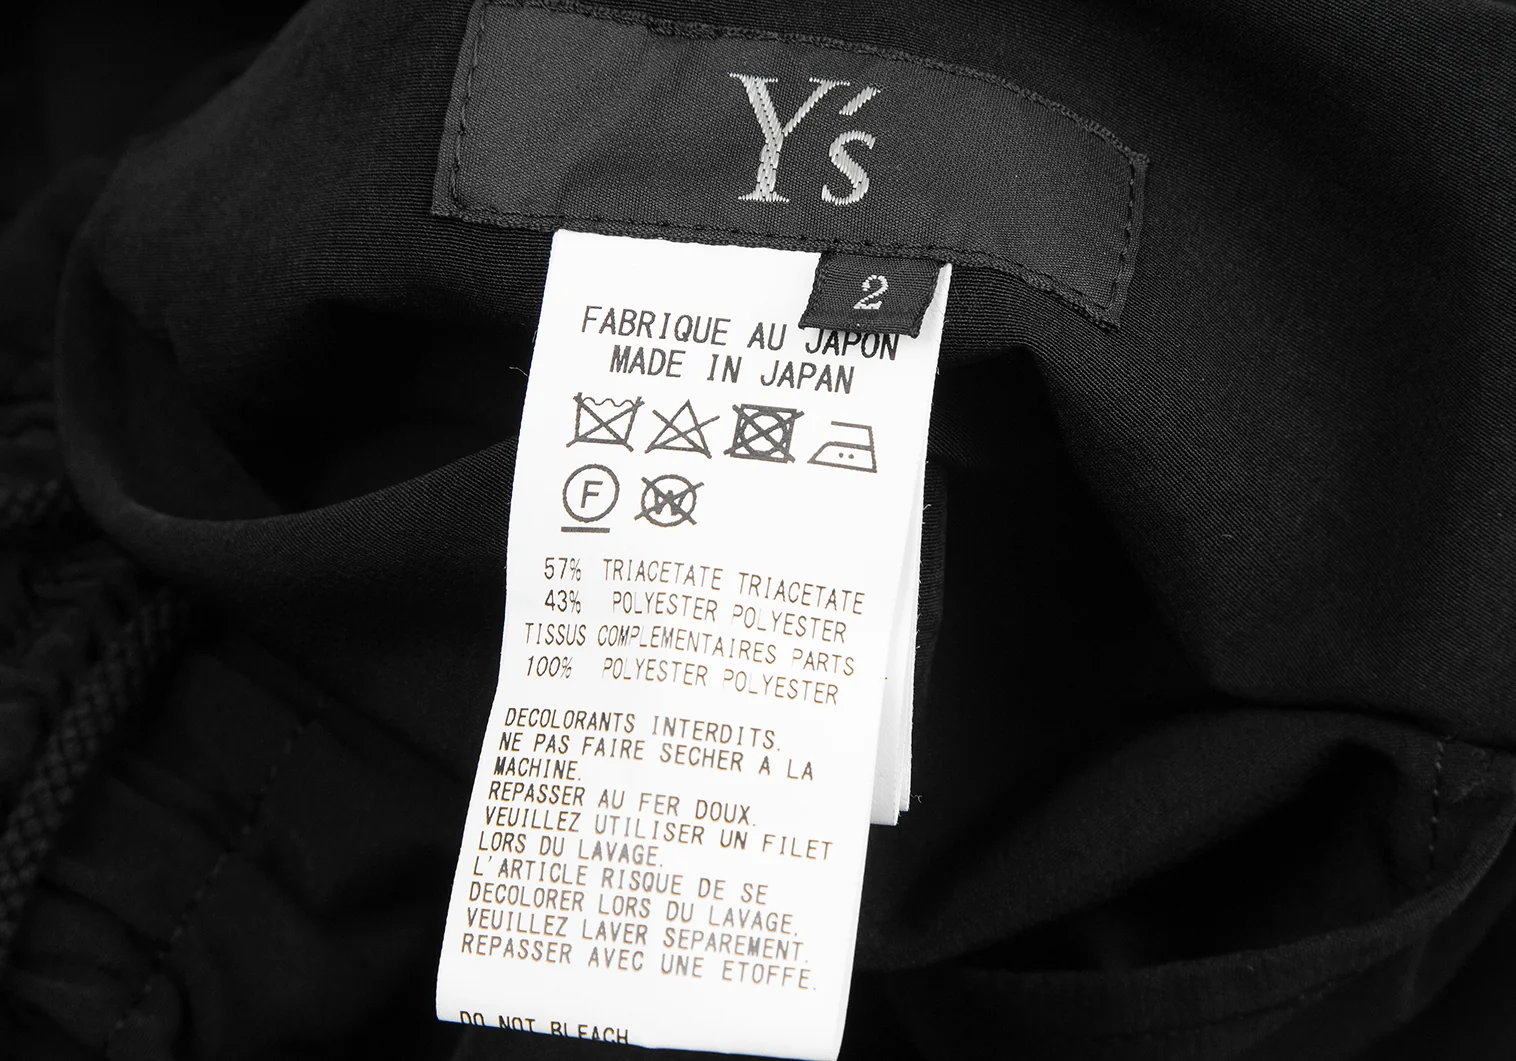 Y's
2
FABRIQUE AU JAPON
MADE IN JAPAN
F
W
57% TRIACETATE TRIACETATE
43% POLYESTER POLYESTER
TISSUS COMPLEMENTAIRES PARTS
100% POLYESTER POLYESTER
DECOLORANTS INTERDITS.
NE PAS FAIRE SECHER A LA
MACHINE.
REPASSER AU FER DOUX.
VEUILLEZ UTILISER UN FILET
LORS DU LAVAGE.
L'ARTICLE RISQUE DE SE
DECOLORER LORS DU LAVAGE.
VEUILLEZ LAVER SEPAREMENT.
REPASSER AVEC UNE ETOFFE.
DO NOT BLEACH